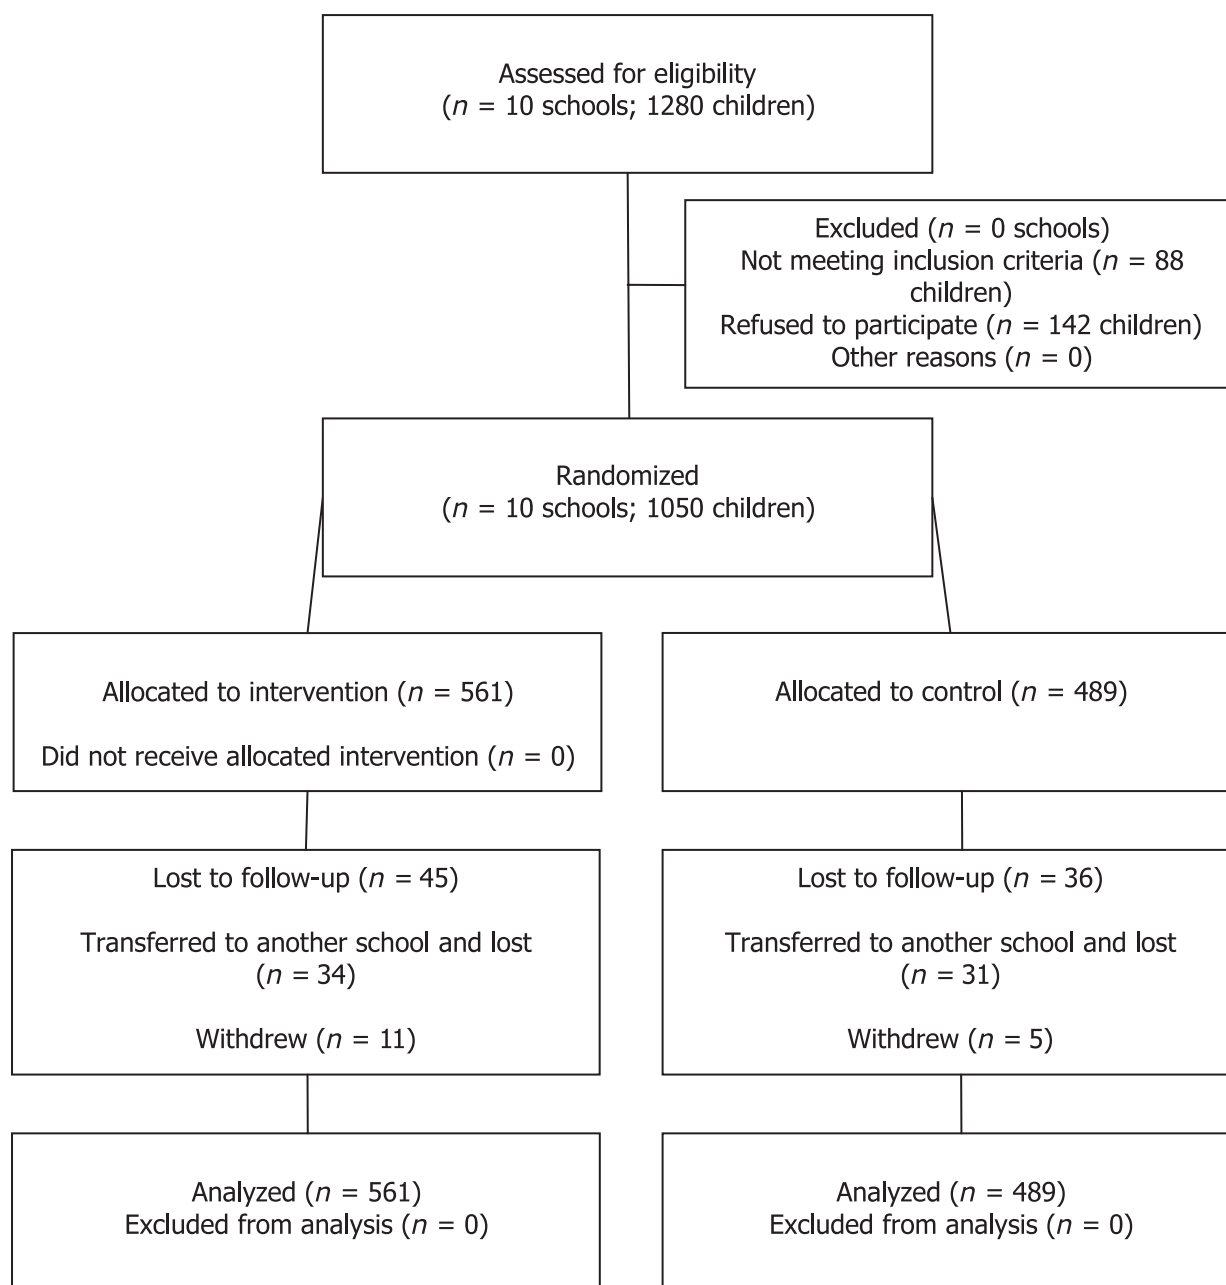 Assessed for eligibility
(n = 10 schools; 1280 children)
Excluded (n = 0 schools)
Not meeting inclusion criteria (n = 88
children)
Refused to participate (n = 142 children)
Other reasons (n = 0)
Randomized
(n = 10 schools; 1050 children)
Allocated to intervention (n = 561)
Did not receive allocated intervention (n = 0)
Allocated to control (n = 489)
Lost to follow-up (n = 45)
Transferred to another school and lost
(n = 34)
Withdrew (n = 11)
Lost to follow-up (n = 36)
Transferred to another school and lost
(n = 31)
Withdrew (n = 5)
Analyzed (n = 561)
Excluded from analysis (n = 0)
Analyzed (n = 489)
Excluded from analysis (n = 0)